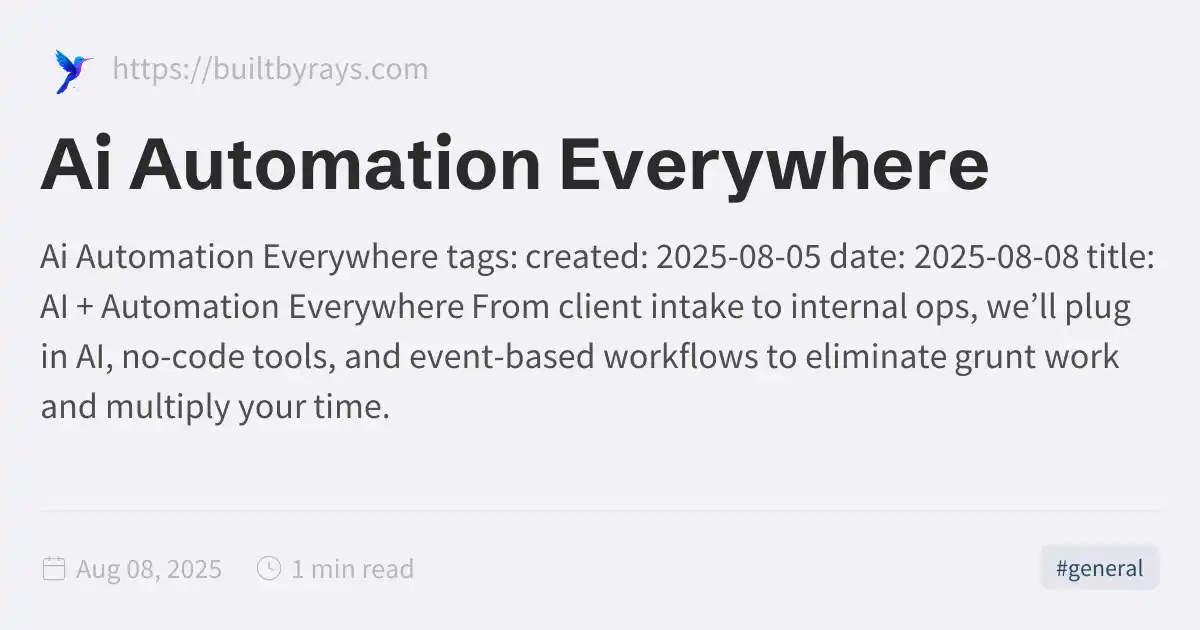 https://builtbyrays.com
Ai Automation Everywhere
Ai Automation Everywhere tags: created: 2025-08-05 date: 2025-08-08 title:
AI + Automation Everywhere From client intake to internal ops, we’ll plug
in AI, no-code tools, and event-based workflows to eliminate grunt work
and multiply your time.
Aug 08, 2025
1 min read
#general